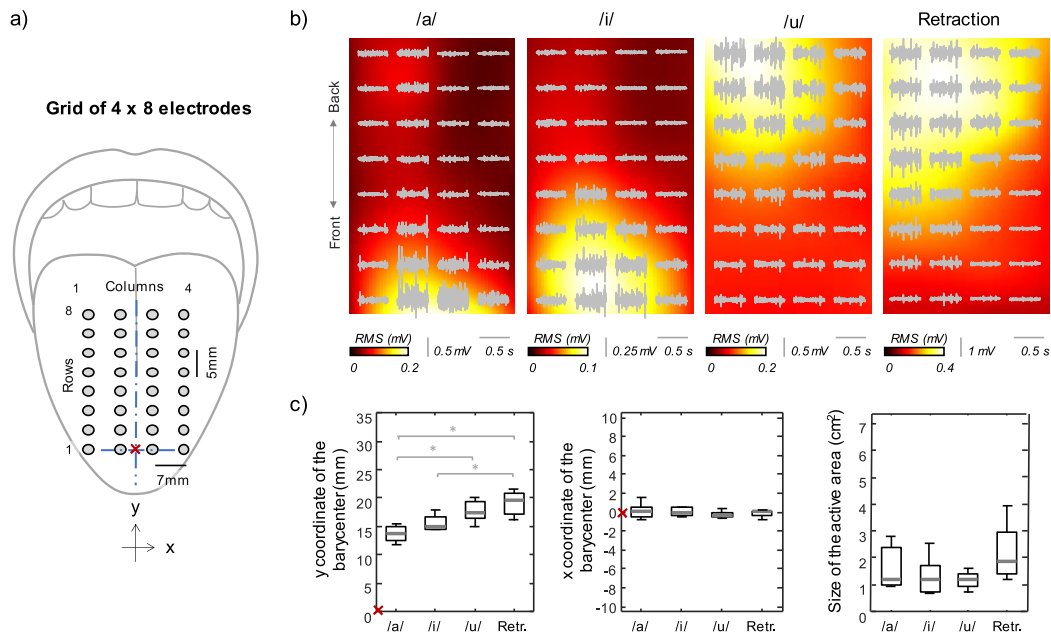 a)
Grid of 4 x 8 electrodes
1
Columns
4
8
Rows
1
5mm
7mm
y
x
b)
/a/
/i/
/u/
Retraction
Back
Front
RMS (mV)
0
0.2
0.5 mV
0.5 s
RMS (mV)
0
0.1
0.25 mV
0.5 s
RMS (mV)
0
0.2
0.5 mV
0.5 s
RMS (mV)
0
0.4
1 mV
0.5 s
c)
y coordinate of the
barycenter (mm)
35
30
25
20
15
10
5
0
*
*
*
/a/ /i/ /u/ Retr.
x coordinate of the
barycenter (mm)
10
8
6
4
2
0
-2
-4
-6
-8
-10
/a/ /i/ /u/ Retr.
Size of the active area (cm²)
7
6
5
4
3
2
1
0
/a/ /i/ /u/ Retr.